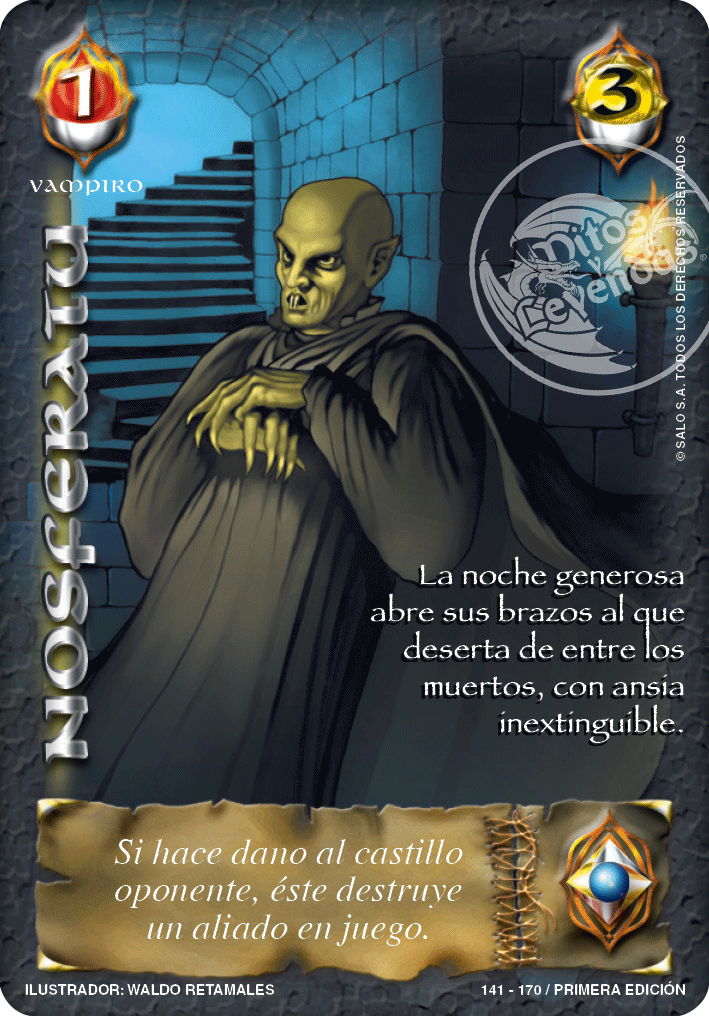 1
3
VAMPIRO
NOSFERATU
Mitos
y
Leyendas
®
© SALO S.A. TODOS LOS DERECHOS RESERVADOS
La noche generosa
abre sus brazos al que
deserta de entre los
muertos, con ansia
inextinguible.
Si hace dano al castillo
oponente, éste destruye
un aliado en juego.
ILUSTRADOR: WALDO RETAMALES
141 - 170 / PRIMERA EDICIÓN